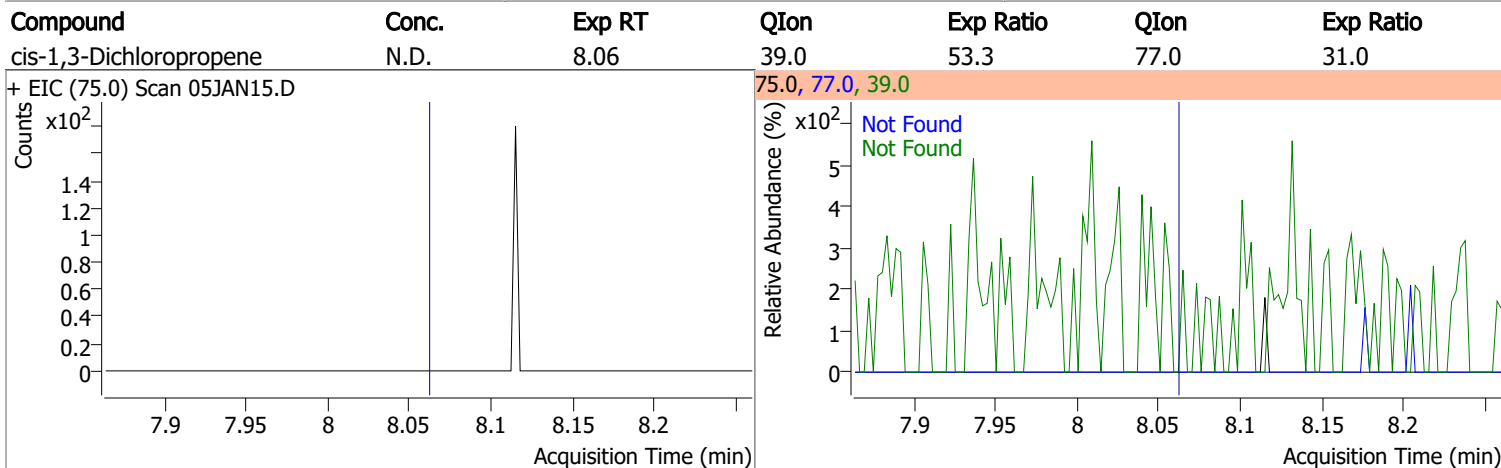 Compound Conc. Exp RT QIon Exp Ratio QIon Exp Ratio
cis-1,3-Dichloropropene N.D. 8.06 39.0 53.3 77.0 31.0
+ EIC (75.0) Scan 05JAN15.D
Counts
x10²
1.4
1.2
1
0.8
0.6
0.4
0.2
0
7.9 7.95 8 8.05 8.1 8.15 8.2
Acquisition Time (min)
75.0, 77.0, 39.0
Relative Abundance (%)
x10²
Not Found
Not Found
5
4
3
2
1
0
7.9 7.95 8 8.05 8.1 8.15 8.2
Acquisition Time (min)